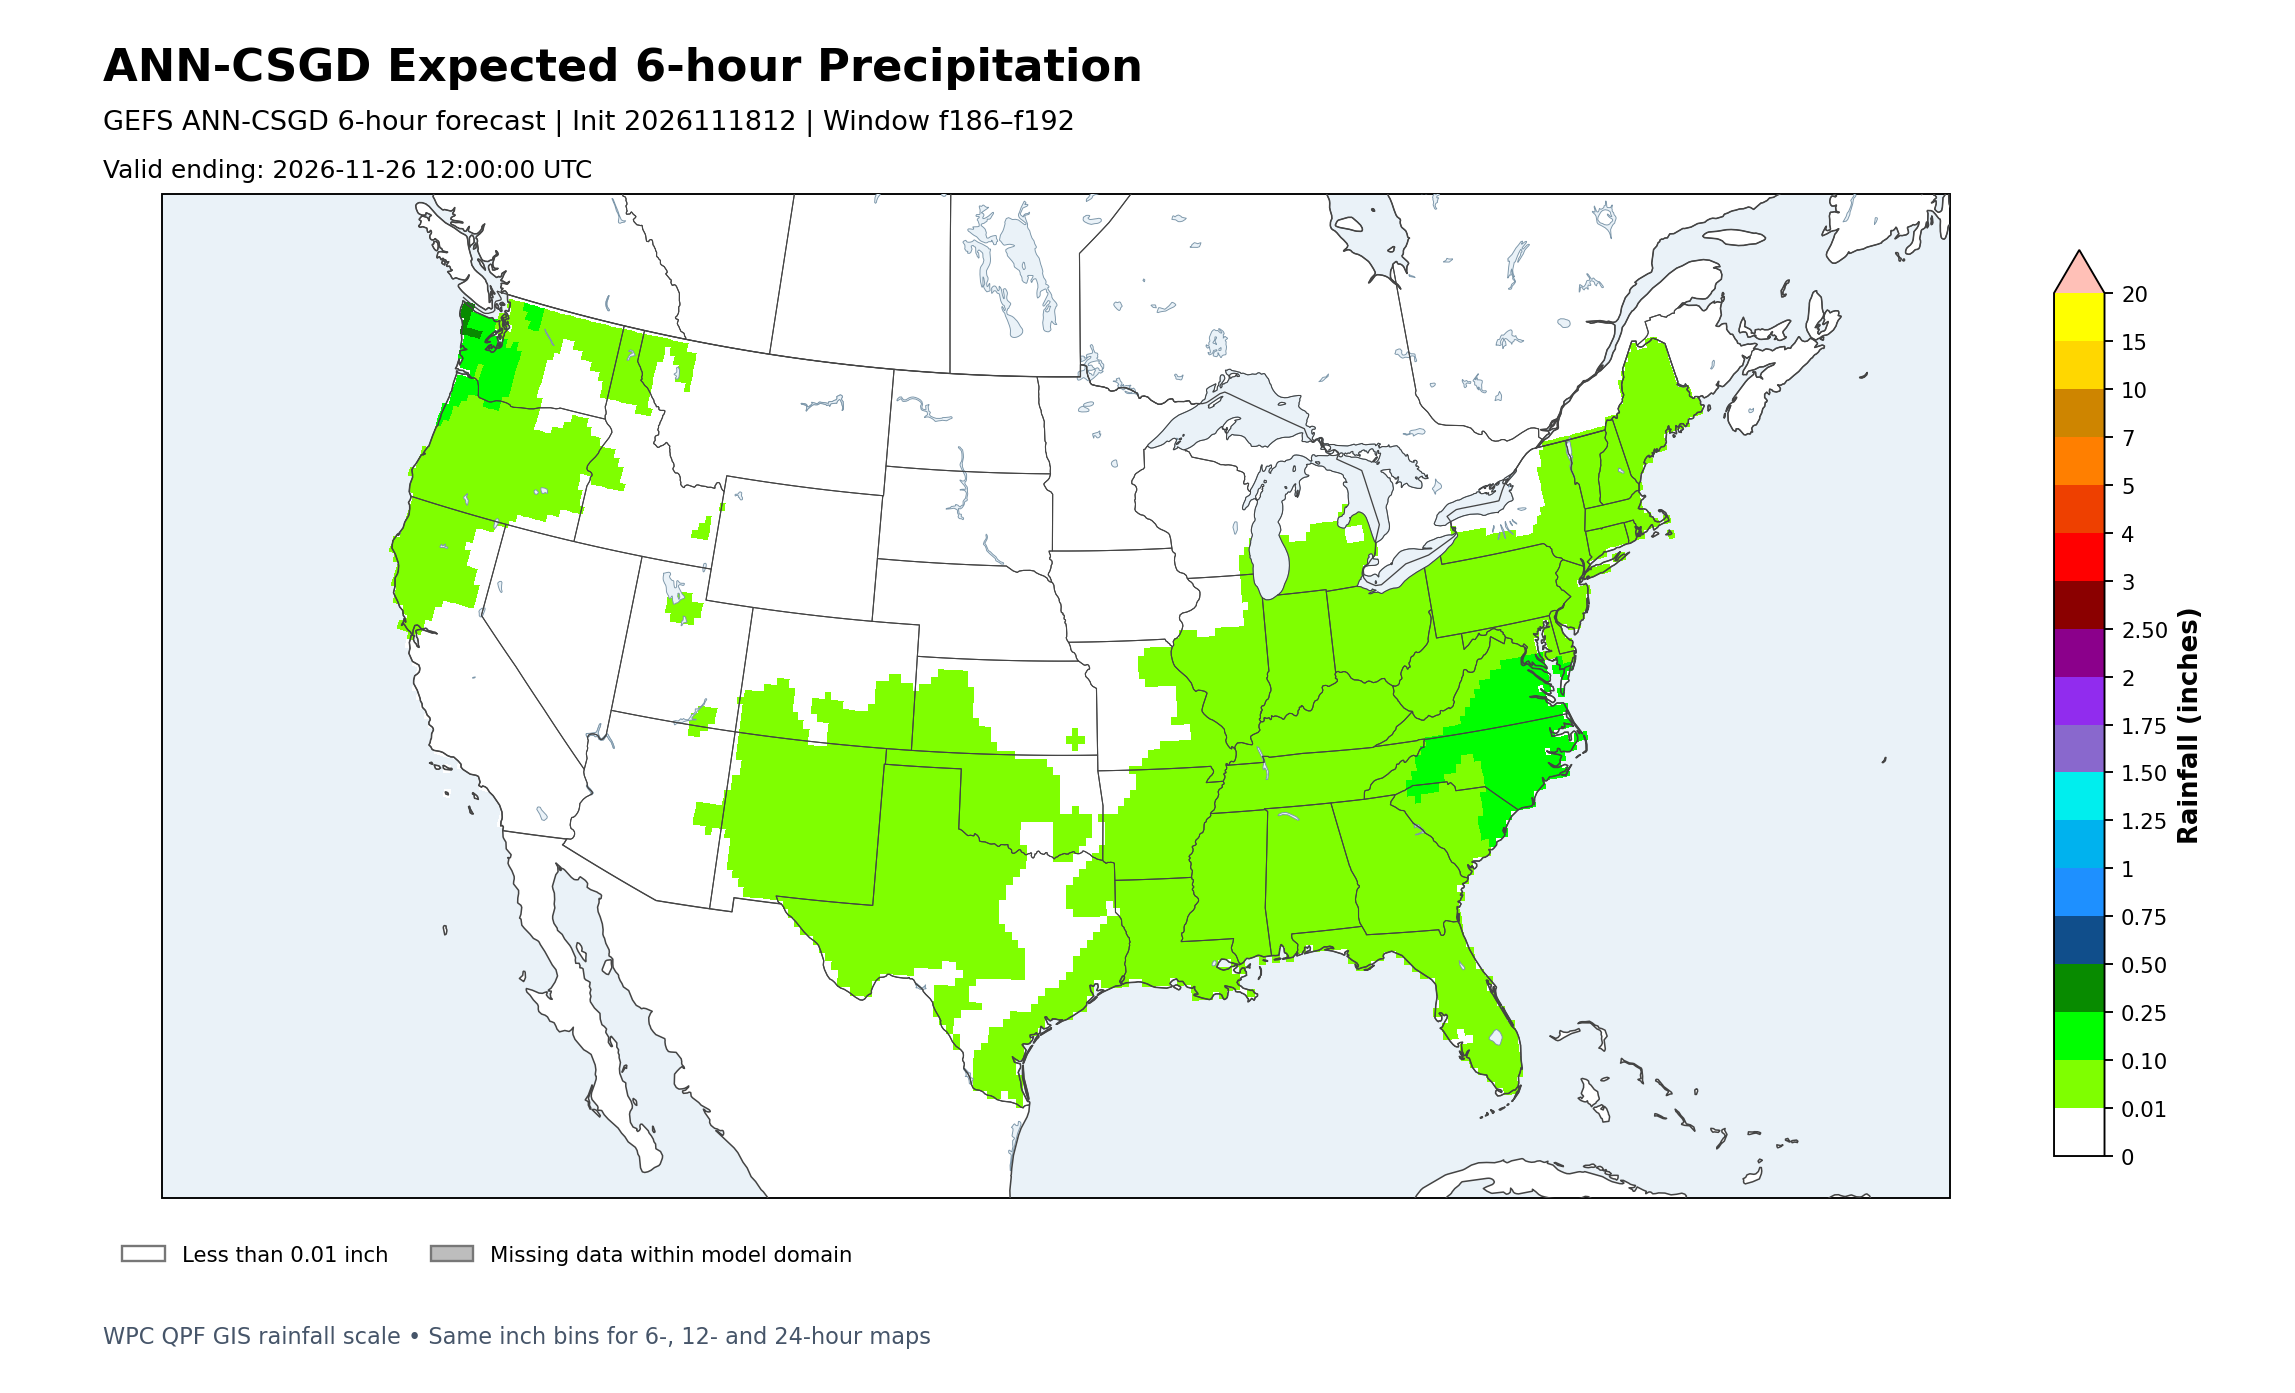 ANN-CSGD Expected 6-hour Precipitation
GEFS ANN-CSGD 6-hour forecast | Init 2026111812 | Window f186–f192
Valid ending: 2026-11-26 12:00:00 UTC
20
15
10
7
5
4
3
2.50
2
1.75
1.50
1.25
1
0.75
0.50
0.25
0.10
0.01
0
Rainfall (inches)
Less than 0.01 inch
Missing data within model domain
WPC QPF GIS rainfall scale • Same inch bins for 6-, 12- and 24-hour maps